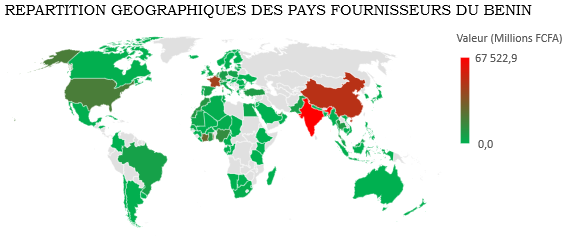 REPARTITION GEOGRAPHIQUES DES PAYS FOURNISSEURS DU BENIN
Valeur (Millions FCFA)
67 522,9
0,0